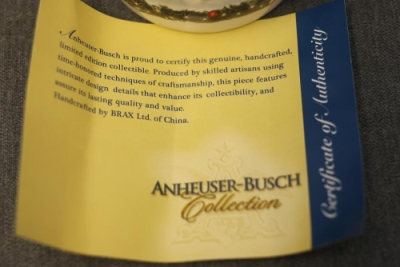 Anheuser-Busch is proud to certify this genuine, handcrafted,
limited edition collectible. Produced by skilled artisans using
time-honored techniques of craftsmanship, this piece features
intricate design details that enhance its collectibility, and
assure its lasting quality and value.
Handcrafted by BRAX Ltd. of China.
ANHEUSER-BUSCH
Collection
Certificate of Authenticity